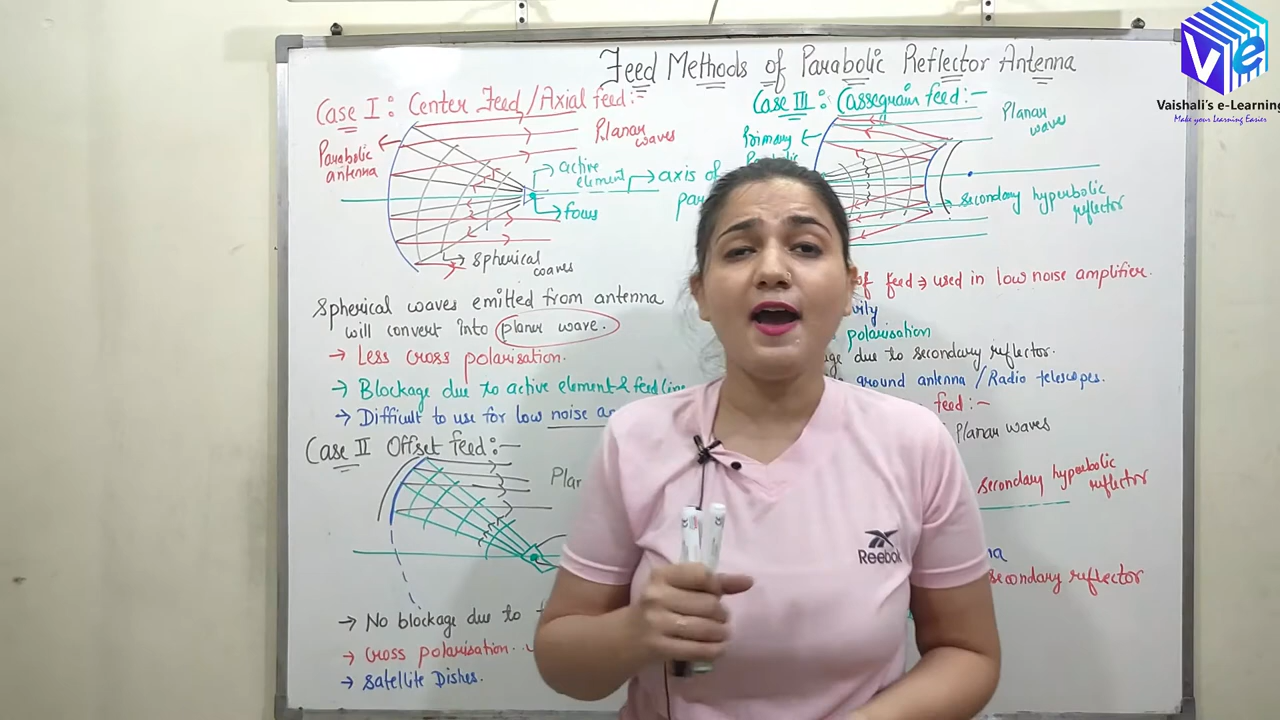 Feed Methods of Parabolic Reflector Antenna
Ve
Vaishali's e-Learning
Make your Learning Easier
Case I : Center Feed / Axial feed :-
Parabolic
antenna
Planar
waves
active
element
axis of
focus
Spherical
waves
Spherical waves emitted from antenna
will convert into planar wave.
→ Less cross polarisation.
→ Blockage due to active element & feed line
→ Difficult to use for low noise
Case II Offset feed :-
→ No blockage due to
→ Cross polarisation
→ Satellite Dishes.
Case III : Cassegrain feed :-
Primary
Planar
waves
secondary hyperbolic
reflector
of feed → used in low noise amplifier.
polarisation
due to secondary reflector.
ground antenna / Radio telescopes.
feed :-
Planar waves
secondary hyperbolic
reflector
secondary reflector
Reebok